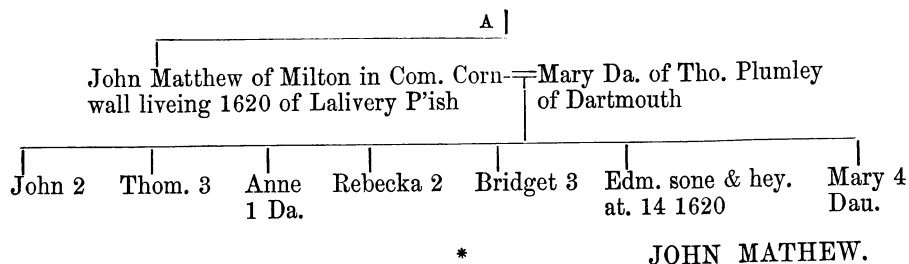 A
John Matthew of Milton in Com. Corn-
wall liveing 1620 of Lalivery P'ish
Mary Da. of Tho. Plumley
of Dartmouth
John 2
Thom. 3
Anne
1 Da.
Rebecka 2
Bridget 3
Edm. sone & hey.
at. 14 1620
Mary 4
Dau.
*
JOHN MATHEW.